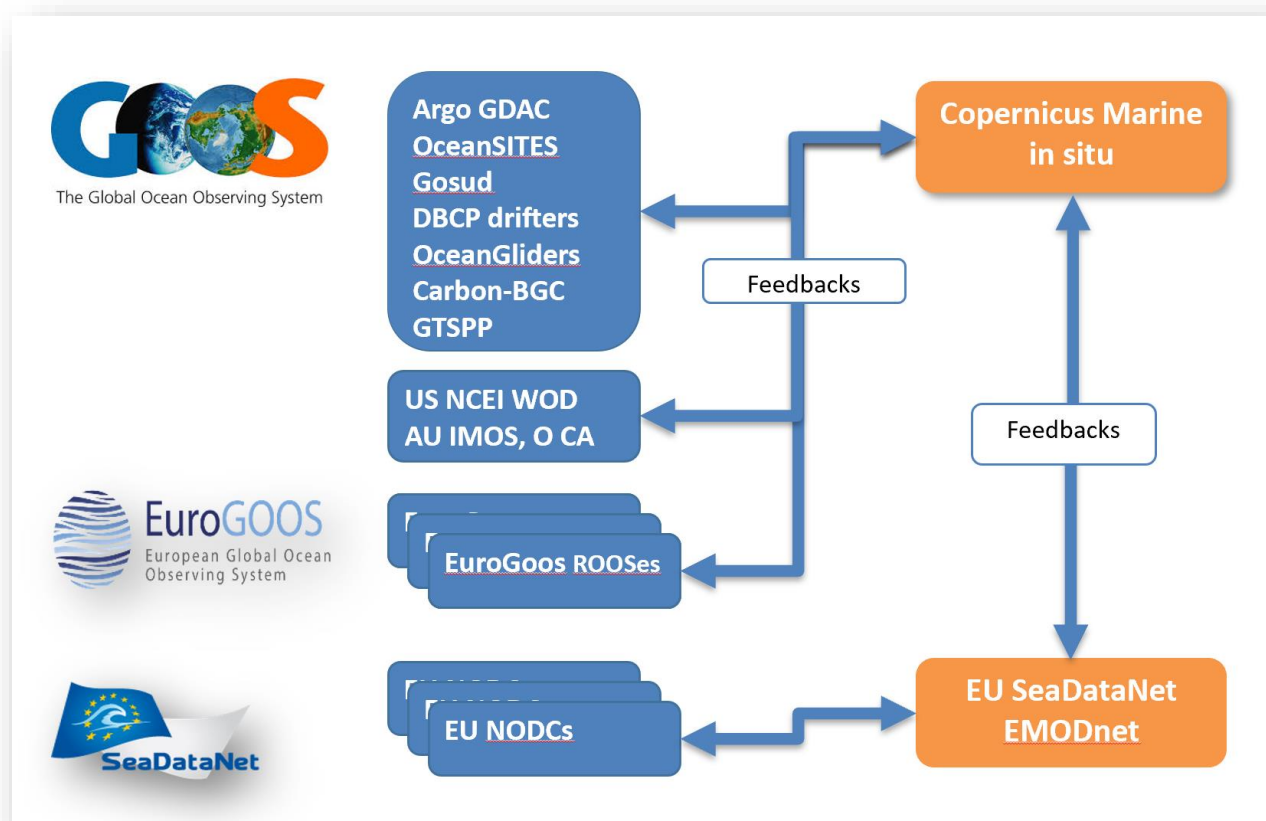 GOOS
The Global Ocean Observing System
Argo GDAC
OceanSITES
Gosud
DBCP drifters
OceanGliders
Carbon-BGC
GTSPP
Copernicus Marine
in situ
Feedbacks
US NCEI WOD
AU IMOS, O CA
Feedbacks
EuroGOOS
European Global Ocean
Observing System
EuroGoos ROOSes
SeaDataNet
EU NODCs
EU SeaDataNet
EMODnet